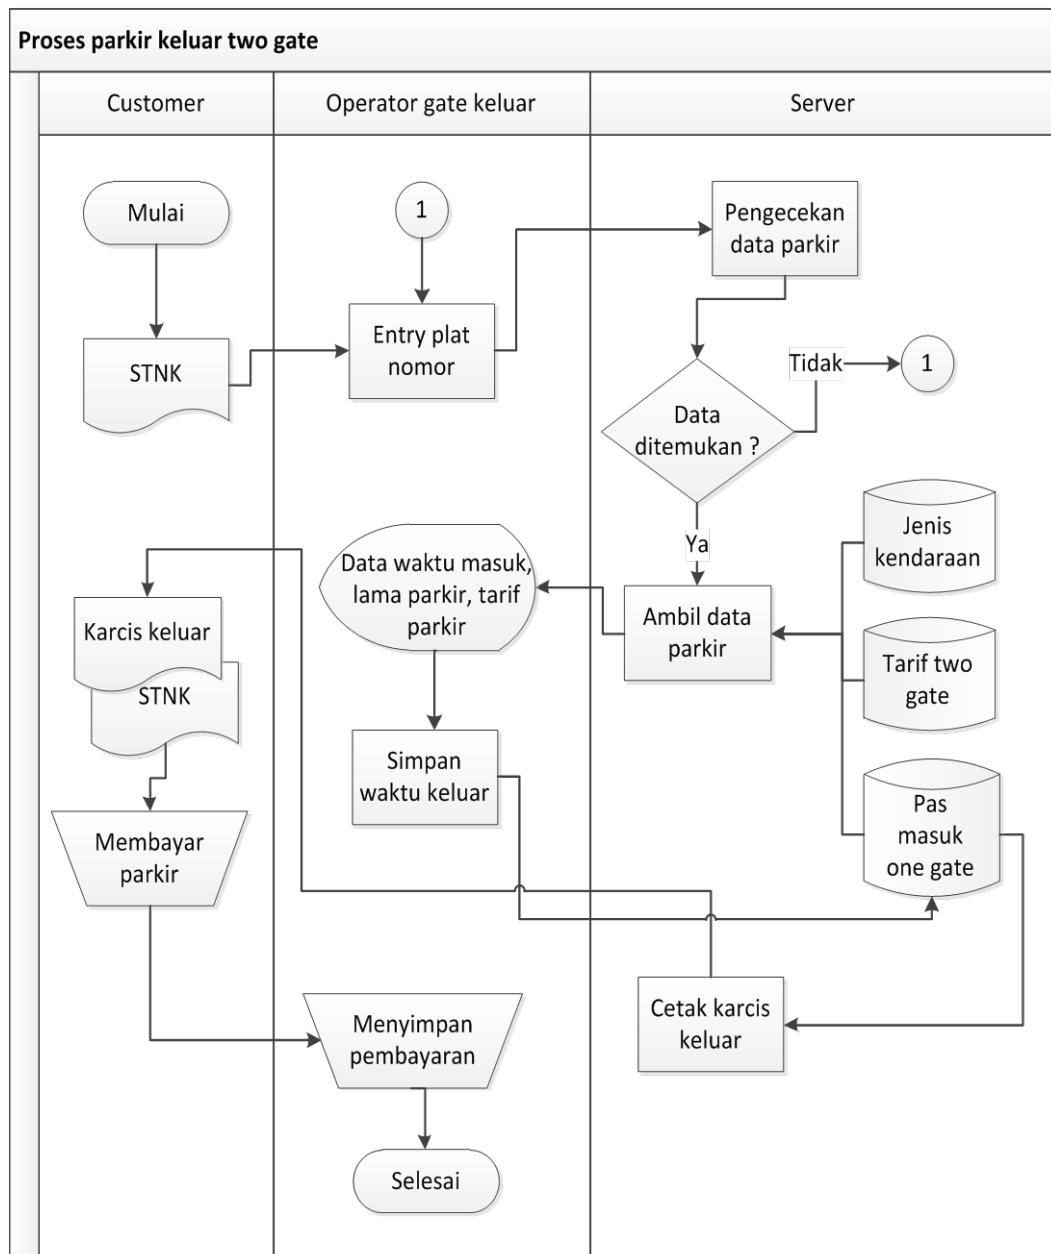 Proses parkir keluar two gate
Customer
Operator gate keluar
Server
Mulai
1
Pengecekan
data parkir
STNK
Entry plat
nomor
Tidak
1
Data
ditemukan ?
Ya
Jenis
kendaraan
Data waktu masuk,
lama parkir, tarif
parkir
Ambil data
parkir
Tarif two
gate
Karcis keluar
STNK
Simpan
waktu keluar
Pas
masuk
one gate
Membayar
parkir
Cetak karcis
keluar
Menyimpan
pembayaran
Selesai